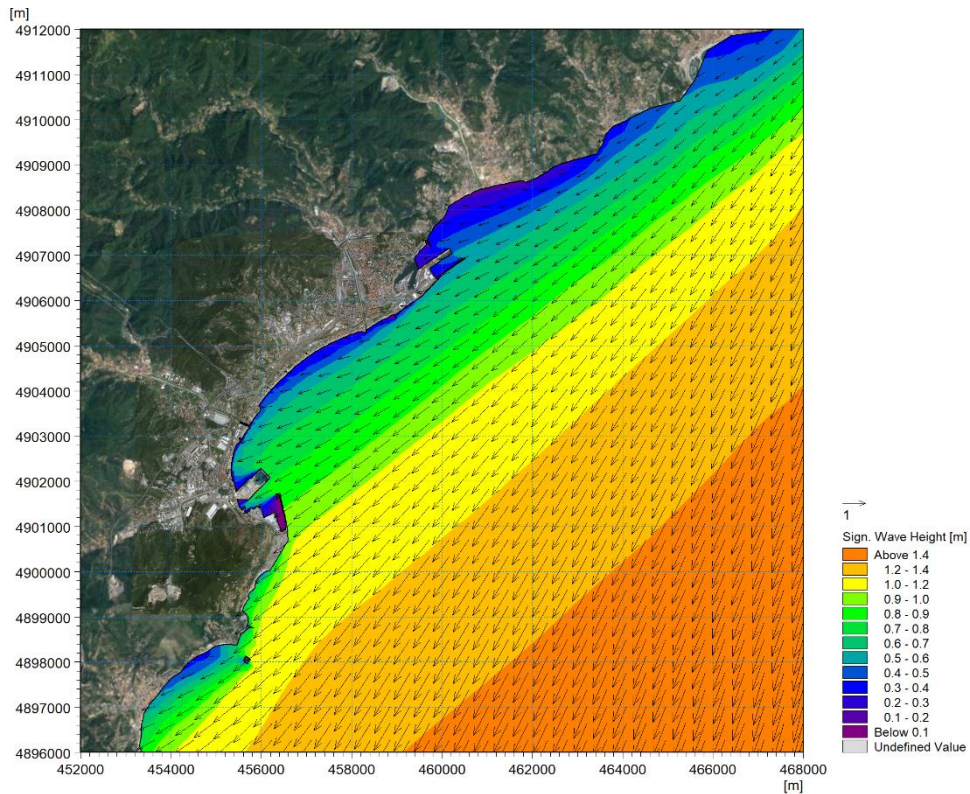 [m]
4912000
4911000
4910000
4909000
4908000
4907000
4906000
4905000
4904000
4903000
4902000
4901000
4900000
4899000
4898000
4897000
4896000
452000 454000 456000 458000 460000 462000 464000 466000 468000
[m]
1
Sign. Wave Height [m]
Above 1.4
1.2 - 1.4
1.0 - 1.2
0.9 - 1.0
0.8 - 0.9
0.7 - 0.8
0.6 - 0.7
0.5 - 0.6
0.4 - 0.5
0.3 - 0.4
0.2 - 0.3
0.1 - 0.2
Below 0.1
Undefined Value